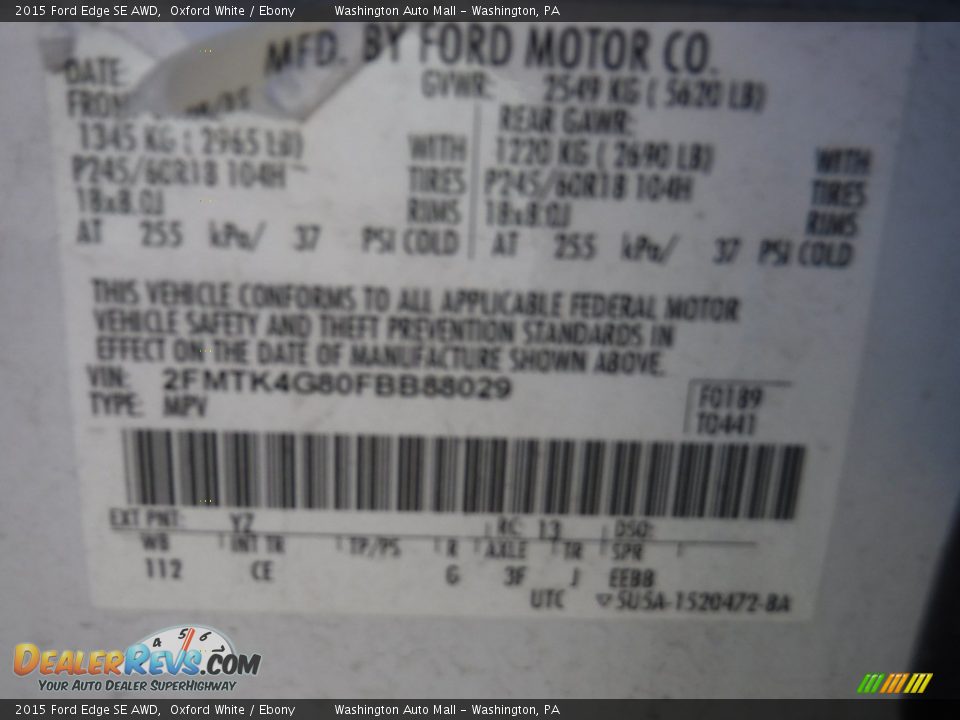 2015 Ford Edge SE AWD, Oxford White / Ebony Washington Auto Mall - Washington, PA
MFD. BY FORD MOTOR CO.
DATE: GVWR: 2549 KG ( 5620 LB)
REAR GAWR:
1345 KG ( 2965 LB) WITH 1220 KG ( 2690 LB) WITH
P245/60R18 104H TIRES P245/60R18 104H TIRES
18x8.0J RIMS 18x8.0J RIMS
AT 255 kPa/ 37 PSI COLD AT 255 kPa/ 37 PSI COLD
THIS VEHICLE CONFORMS TO ALL APPLICABLE FEDERAL MOTOR
VEHICLE SAFETY AND THEFT PREVENTION STANDARDS IN
EFFECT ON THE DATE OF MANUFACTURE SHOWN ABOVE.
VIN: 2FMTK4G80FBB88029 F0189
TYPE: MPV T0441
EXT PNT: YZ RC: 13 DSO:
WB INT TR TP/PS R AXLE TR SPR
112 CE G 3F J EEBB
UTC ▽ SU5A-1520472-BA
4 5 6
DealerRevs.com
Your Auto Dealer SuperHighway
2015 Ford Edge SE AWD, Oxford White / Ebony Washington Auto Mall - Washington, PA